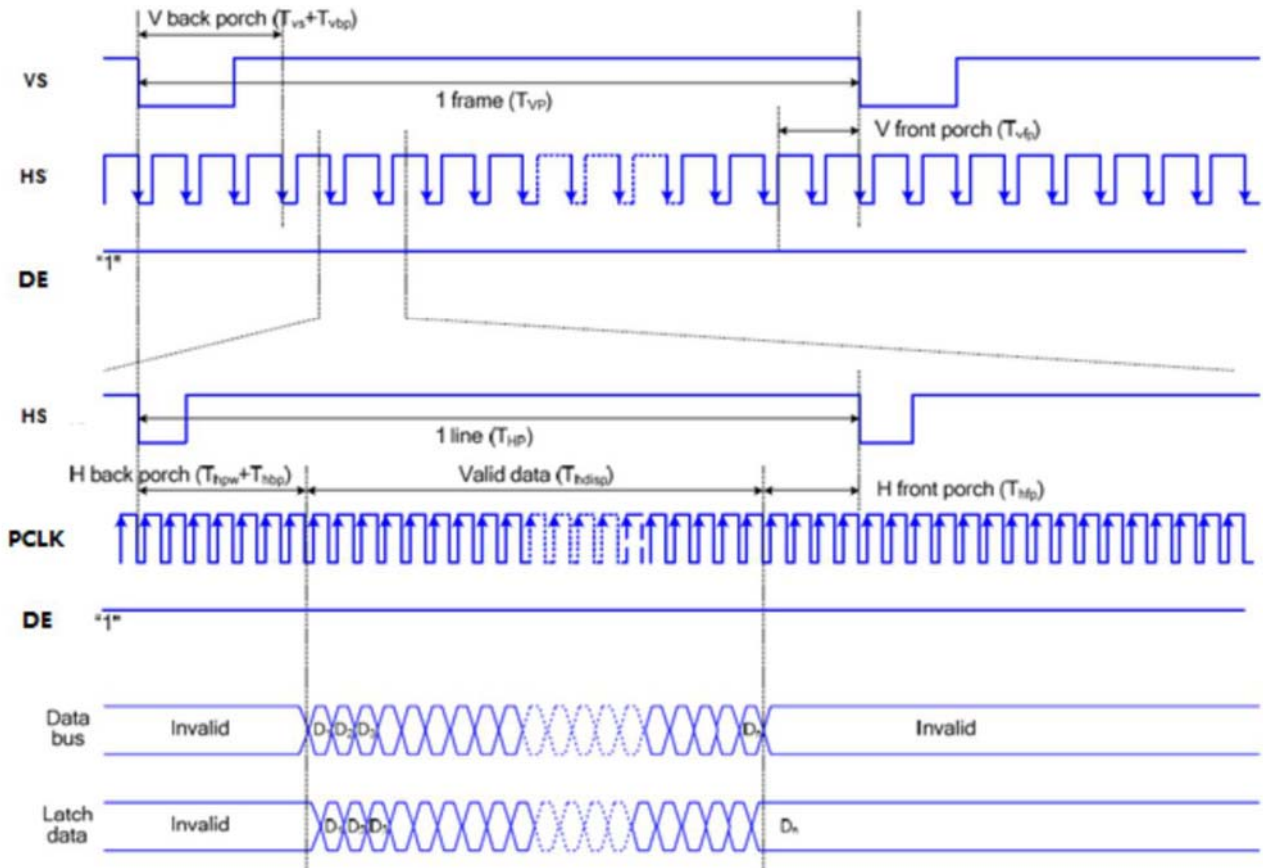 V back porch (Tvs+Tvbp)
VS
1 frame (TVP)
V front porch (Tvfp)
HS
"1"
DE
HS
1 line (THP)
H back porch (Thpw+Thbp)
Valid data (Thdisp)
H front porch (Thfp)
PCLK
DE
"1"
Data
bus
Invalid
D1
D2
D3
Dn
Invalid
Latch
data
Invalid
D1
D2
D3
Dn